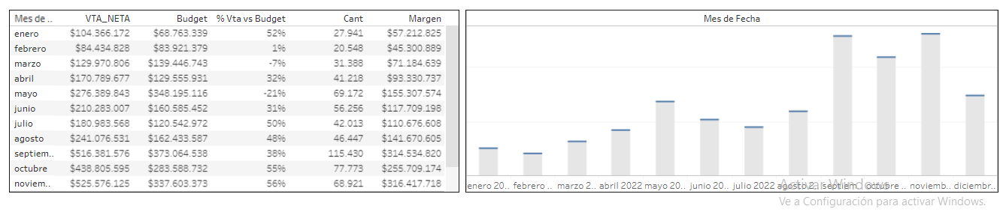 Mes de .. VTA_NETA Budget % Vta vs Budget Cant Margen
enero $104.366.172 $68.763.339 52% 27.941 $57.212.825
febrero $84.434.828 $83.921.379 1% 20.548 $45.300.889
marzo $129.970.806 $139.446.743 -7% 31.388 $71.184.639
abril $170.789.677 $129.555.931 32% 41.218 $93.330.737
mayo $276.389.843 $348.195.116 -21% 69.172 $155.307.574
junio $210.283.007 $160.585.452 31% 56.256 $117.709.198
julio $180.983.568 $120.542.972 50% 42.013 $110.676.608
agosto $241.076.531 $162.433.587 48% 46.447 $141.670.605
septiem.. $516.381.576 $373.064.538 38% 115.430 $314.534.820
octubre $438.805.595 $283.588.732 55% 77.773 $255.709.174
noviem.. $525.576.125 $337.603.373 56% 68.921 $316.417.718
Mes de Fecha
enero 20.. febrero .. marzo 2.. abril 2022 mayo 20.. junio 20.. julio 2022 agosto 2.. septiem.. octubre .. noviemb.. diciembr..
Activar Windows
Ve a Configuración para activar Windows.